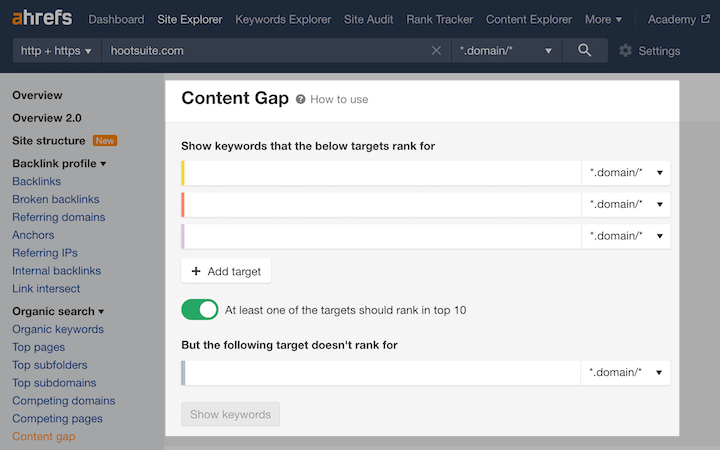 ahrefs Dashboard Site Explorer Keywords Explorer Site Audit Rank Tracker Content Explorer More Academy
http + https hootsuite.com *.domain/* Settings
Overview
Overview 2.0
Site structure New
Backlink profile
Backlinks
Broken backlinks
Referring domains
Anchors
Referring IPs
Internal backlinks
Link intersect
Organic search
Organic keywords
Top pages
Top subfolders
Top subdomains
Competing domains
Competing pages
Content gap
Content Gap ? How to use
Show keywords that the below targets rank for
*.domain/*
*.domain/*
*.domain/*
+ Add target
At least one of the targets should rank in top 10
But the following target doesn't rank for
*.domain/*
Show keywords